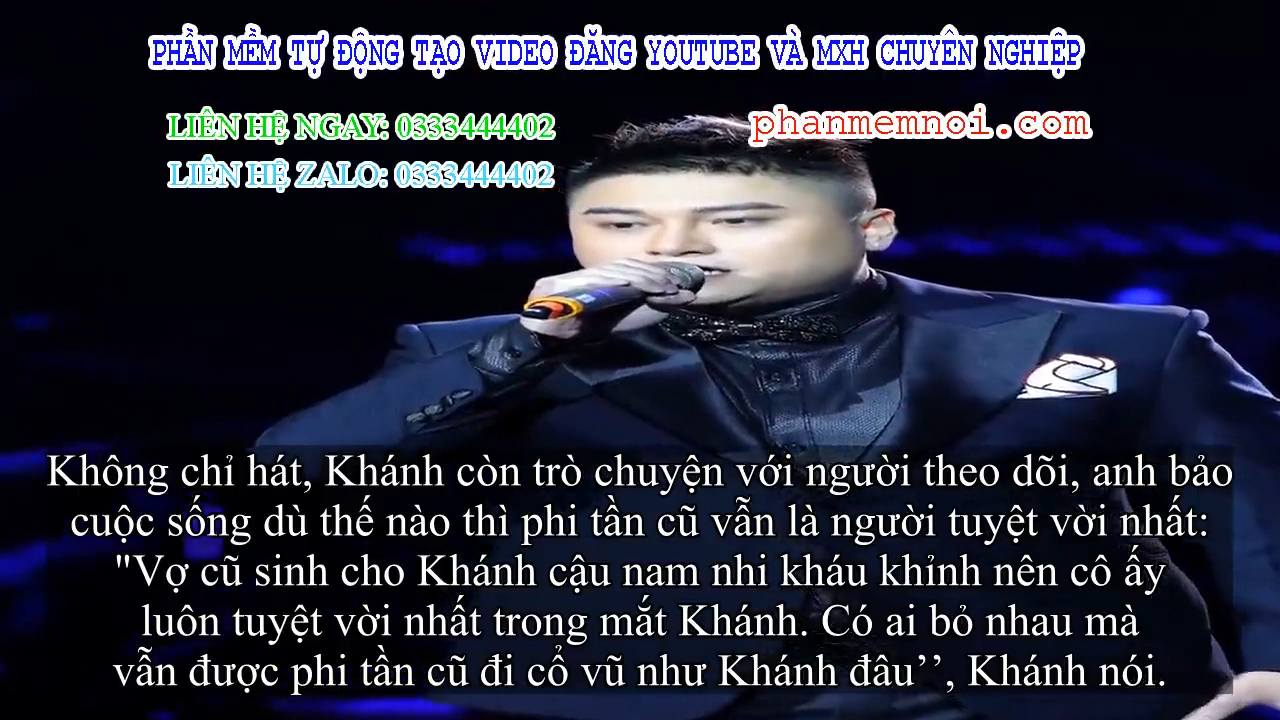 PHẦN MỀM TỰ ĐỘNG TẠO VIDEO ĐĂNG YOUTUBE VÀ MXH CHUYÊN NGHIỆP
LIÊN HỆ NGAY: 0333444402
phanmemnoi.com
LIÊN HỆ ZALO: 0333444402
Không chỉ hát, Khánh còn trò chuyện với người theo dõi, anh bảo
cuộc sống dù thế nào thì phi tần cũ vẫn là người tuyệt vời nhất:
"Vợ cũ sinh cho Khánh cậu nam nhi kháu khỉnh nên cô ấy
luôn tuyệt vời nhất trong mắt Khánh. Có ai bỏ nhau mà
vẫn được phi tần cũ đi cổ vũ như Khánh đâu’’, Khánh nói.